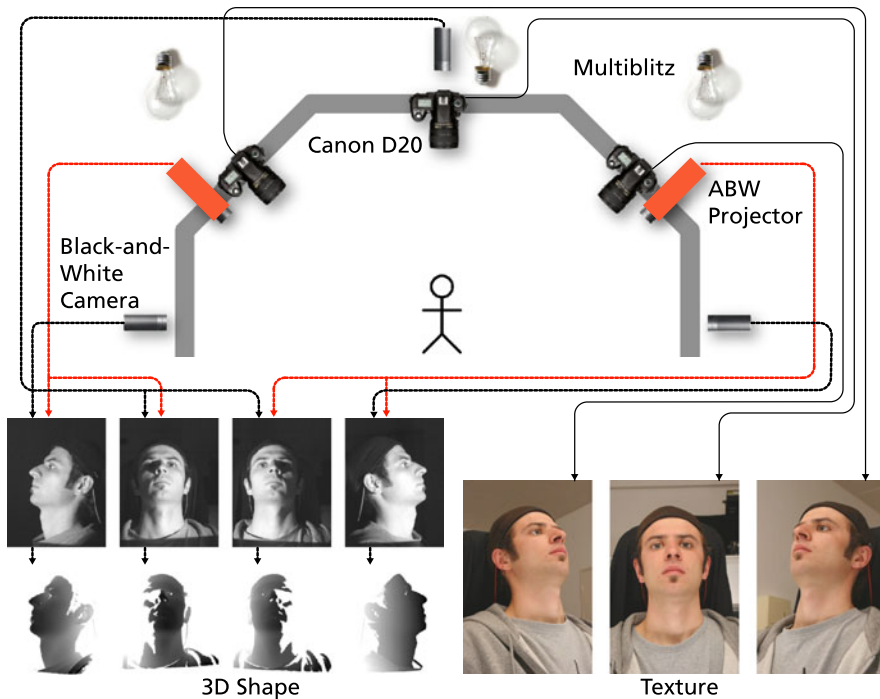 Multiblitz
Canon D20
ABW
Projector
Black-and-
White
Camera
3D Shape
Texture